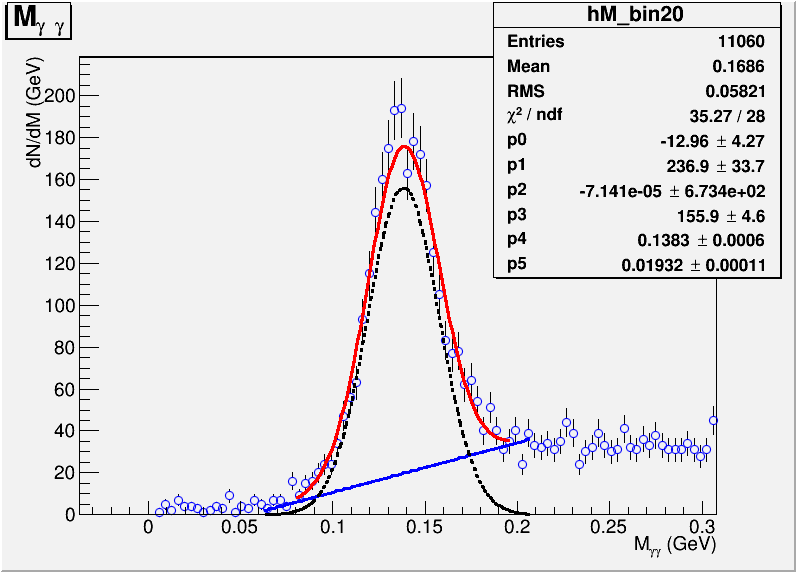 Mγ γ
hM_bin20
Entries 11060
Mean 0.1686
RMS 0.05821
χ² / ndf 35.27 / 28
p0 -12.96 ± 4.27
p1 236.9 ± 33.7
p2 -7.141e-05 ± 6.734e+02
p3 155.9 ± 4.6
p4 0.1383 ± 0.0006
p5 0.01932 ± 0.00011
dN/dM (GeV)
200
180
160
140
120
100
80
60
40
20
0
0 0.05 0.1 0.15 0.2 0.25 0.3
Mγγ (GeV)